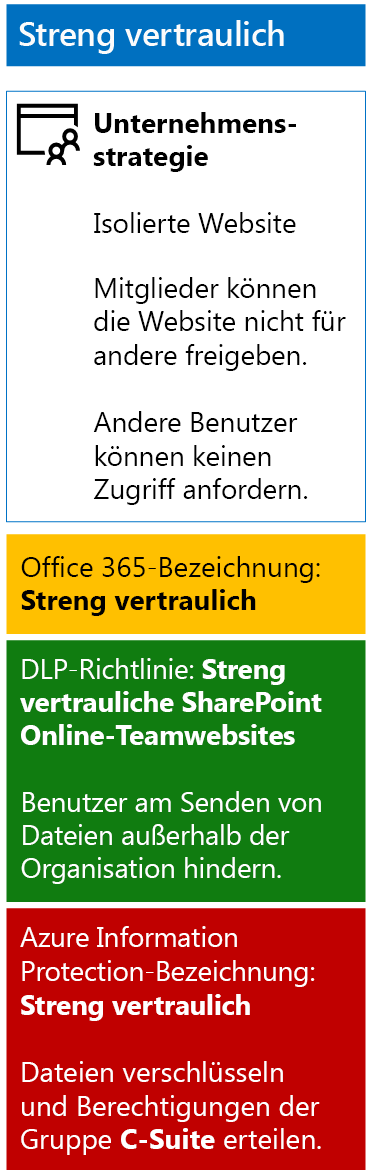 Streng vertraulich
Unternehmens-
strategie
Isolierte Website
Mitglieder können
die Website nicht für
andere freigeben.
Andere Benutzer
können keinen
Zugriff anfordern.
Office 365-Bezeichnung:
Streng vertraulich
DLP-Richtlinie: Streng
vertrauliche SharePoint
Online-Teamwebsites
Benutzer am Senden von
Dateien außerhalb der
Organisation hindern.
Azure Information
Protection-Bezeichnung:
Streng vertraulich
Dateien verschlüsseln
und Berechtigungen der
Gruppe C-Suite erteilen.